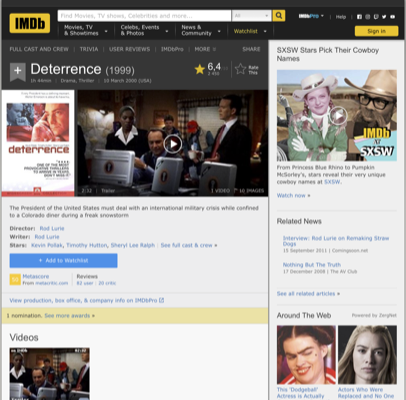 IMDb
Find Movies, TV shows, Celebrities and more...
All
IMDbPro
Help
Movies, TV & Showtimes
Celebs, Events & Photos
News & Community
Watchlist
Sign in
FULL CAST AND CREW | TRIVIA | USER REVIEWS | IMDbPro | MORE
SHARE
Deterrence (1999)
1h 44min | Drama, Thriller | 10 March 2000 (USA)
6,4
Rate This
deterrence
2:32 | Trailer
1 VIDEO
10 IMAGES
The President of the United States must deal with an international military crisis while confined
to a Colorado diner during a freak snowstorm
Director: Rod Lurie
Writer: Rod Lurie
Stars: Kevin Pollak, Timothy Hutton, Sheryl Lee Ralph | See full cast & crew »
+ Add to Watchlist
Metascore
From metacritic.com
Reviews
82 user | 20 critic
View production, box office, & company info on IMDbPro
1 nomination. See more awards »
Videos
SXSW Stars Pick Their Cowboy
Names
IMDb
AT
SXSW
From Princess Blue Rhino to Pumpkin
McSorley's, stars reveal their very unique
cowboy names at SXSW.
Watch now »
Related News
Interview: Rod Lurie on Remaking Straw
Dogs
15 September 2011 | Comingsoon.net
Nothing But The Truth
17 December 2008 | The AV Club
See all related articles »
Around The Web
Powered by ZergNet
This 'Dodgeball'
Actress is Actually
Actors Who Were
Replaced and No One